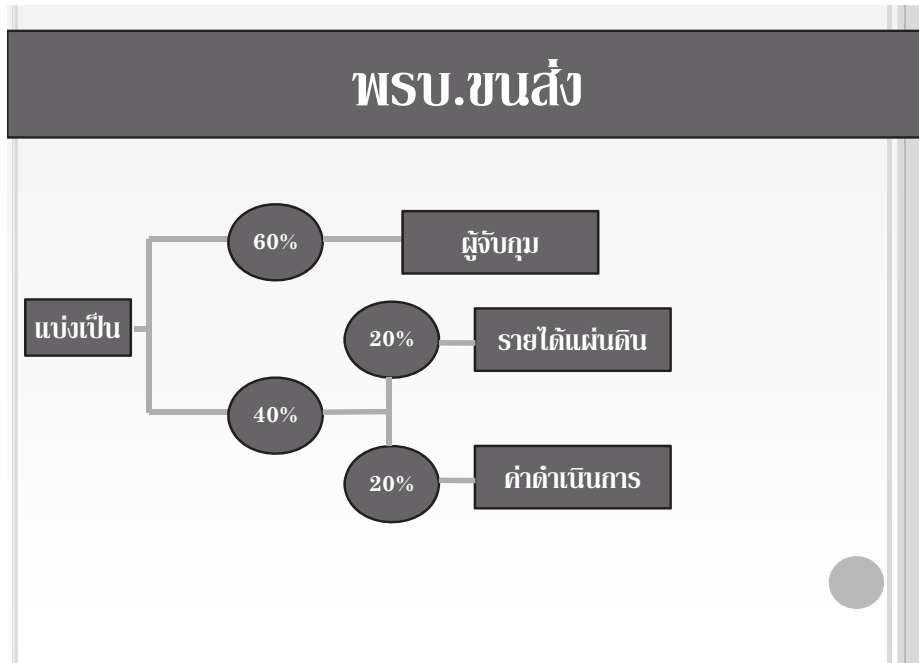 พรบ.ขนส่ง
60%
ผู้จับกุม
แบ่งเป็น
20%
รายได้แผ่นดิน
40%
20%
ค่าดำเนินการ